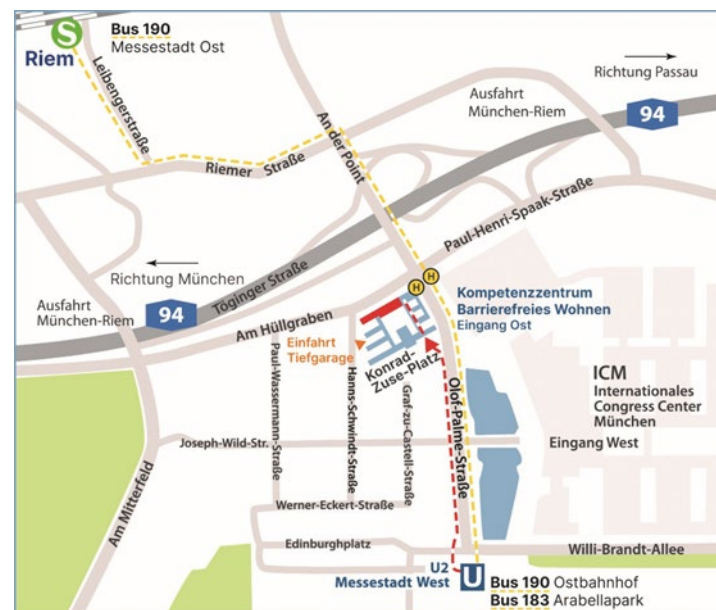 S
Riem
Bus 190
Messestadt Ost
Leibengerstraße
Riemer Straße
An der Point
Richtung Passau
Ausfahrt
München-Riem
94
Paul-Henri-Spaak-Straße
Richtung München
Töginger Straße
Ausfahrt
München-Riem
94
Am Hüllgraben
H
H
Kompetenzzentrum
Barrierefreies Wohnen
Eingang Ost
Einfahrt
Tiefgarage
Konrad-
Zuse-Platz
Paul-Wassermann-Straße
Hanns-Schwindt-Straße
Graf-zu-Castell-Straße
Olof-Palme-Straße
ICM
Internationales
Congress Center
München
Eingang West
Joseph-Wild-Str.
Am Mitterfeld
Werner-Eckert-Straße
Edinburghplatz
Willi-Brandt-Allee
U2
Messestadt West
U
Bus 190 Ostbahnhof
Bus 183 Arabellapark